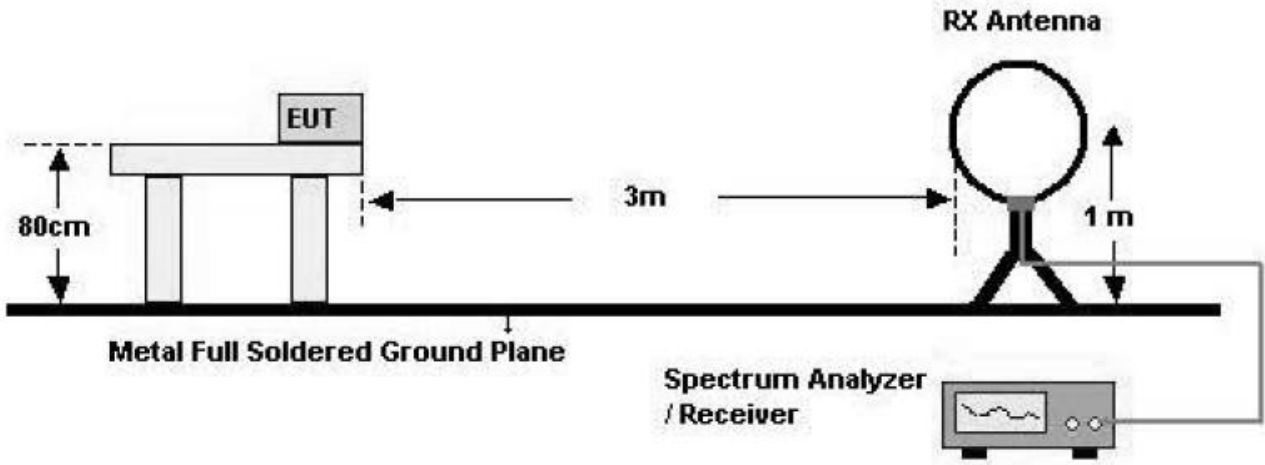 RX Antenna
EUT
80cm
3m
1 m
Metal Full Soldered Ground Plane
Spectrum Analyzer
/ Receiver